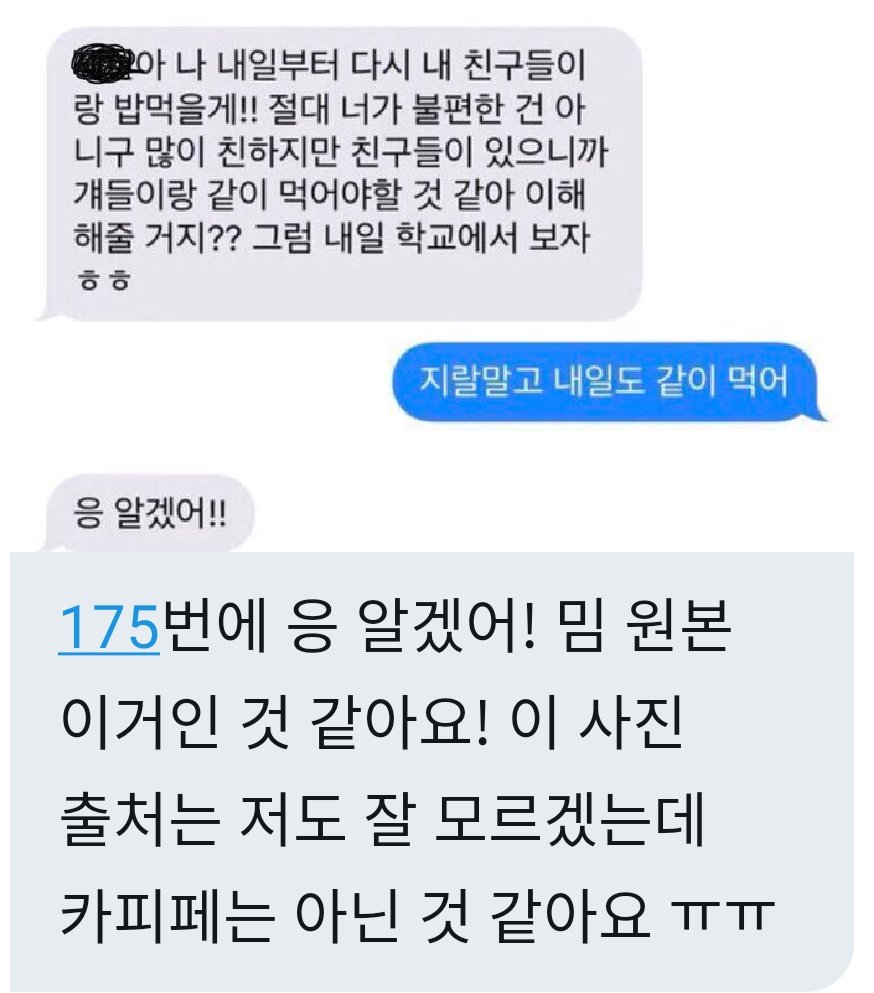 아 나 내일부터 다시 내 친구들이
랑 밥먹을게!! 절대 너가 불편한 건 아
니구 많이 친하지만 친구들이 있으니까
걔들이랑 같이 먹어야할 것 같아 이해
해줄 거지?? 그럼 내일 학교에서 보자
ㅎㅎ
지랄말고 내일도 같이 먹어
응 알겠어!!
175번에 응 알겠어! 밈 원본
이거인 것 같아요! 이 사진
출처는 저도 잘 모르겠는데
카피페는 아닌 것 같아요 ㅠㅠ